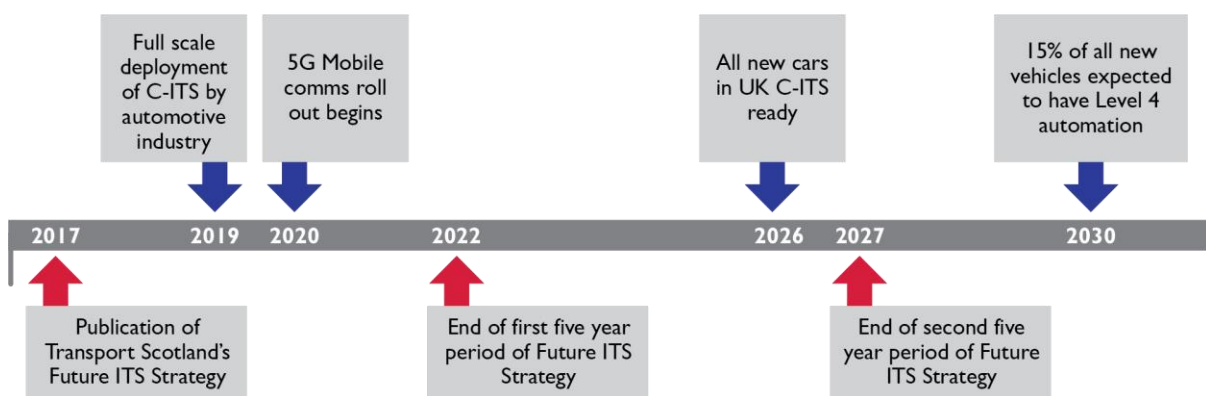 Full scale
deployment
of C-ITS by
automotive
industry
5G Mobile
comms roll
out begins
All new cars
in UK C-ITS
ready
15% of all new
vehicles expected
to have Level 4
automation
2017
2019
2020
2022
2026
2027
2030
Publication of
Transport Scotland's
Future ITS Strategy
End of first five year
period of Future ITS
Strategy
End of second five
year period of Future
ITS Strategy